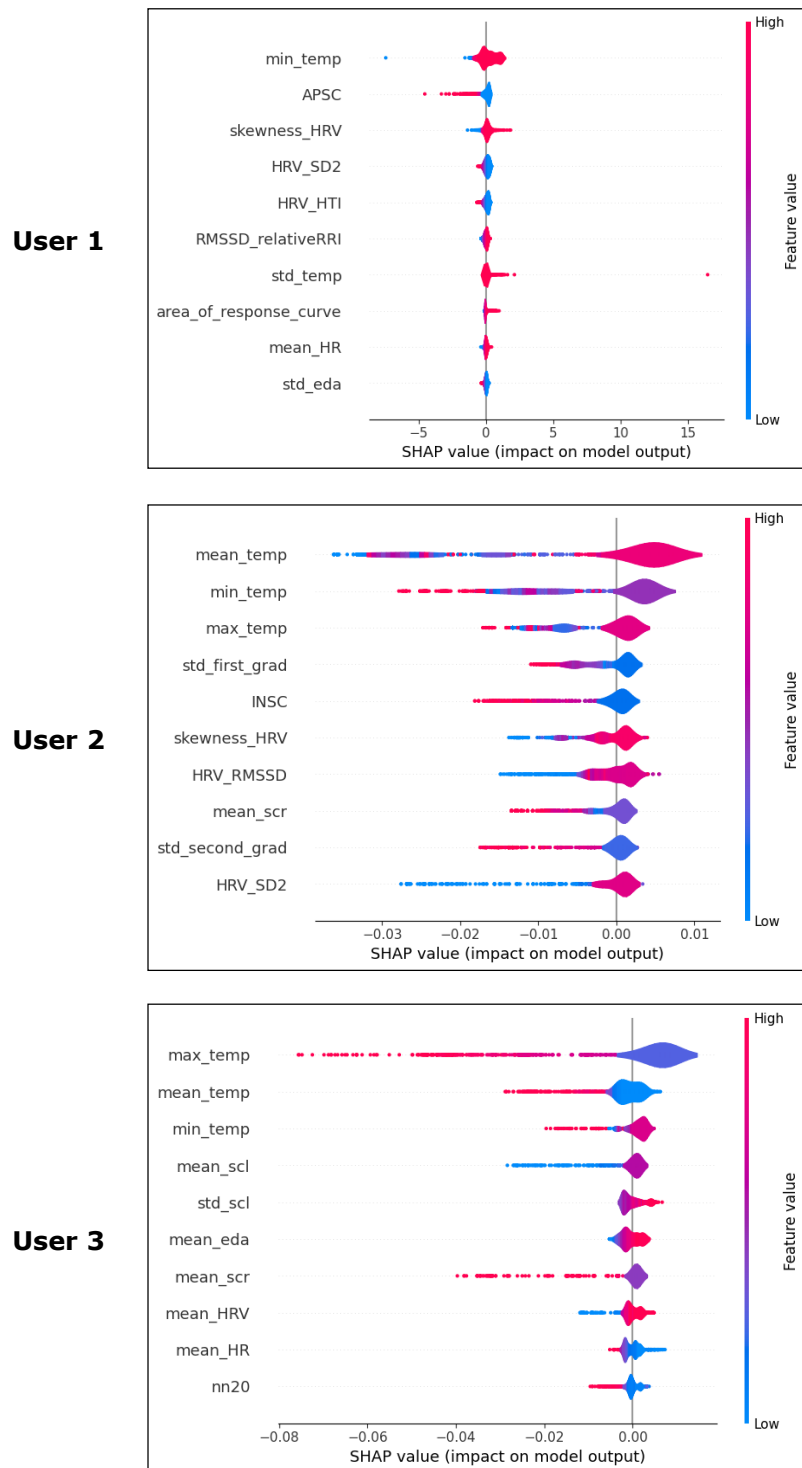 User 1
min_temp
APSC
skewness_HRV
HRV_SD2
HRV_HTI
RMSSD_relativeRRI
std_temp
area_of_response_curve
mean_HR
std_eda
−5 0 5 10 15
SHAP value (impact on model output)
High
Feature value
Low
User 2
mean_temp
min_temp
max_temp
std_first_grad
INSC
skewness_HRV
HRV_RMSSD
mean_scr
std_second_grad
HRV_SD2
−0.03 −0.02 −0.01 0.00 0.01
SHAP value (impact on model output)
High
Feature value
Low
User 3
max_temp
mean_temp
min_temp
mean_scl
std_scl
mean_eda
mean_scr
mean_HRV
mean_HR
nn20
−0.08 −0.06 −0.04 −0.02 0.00
SHAP value (impact on model output)
High
Feature value
Low